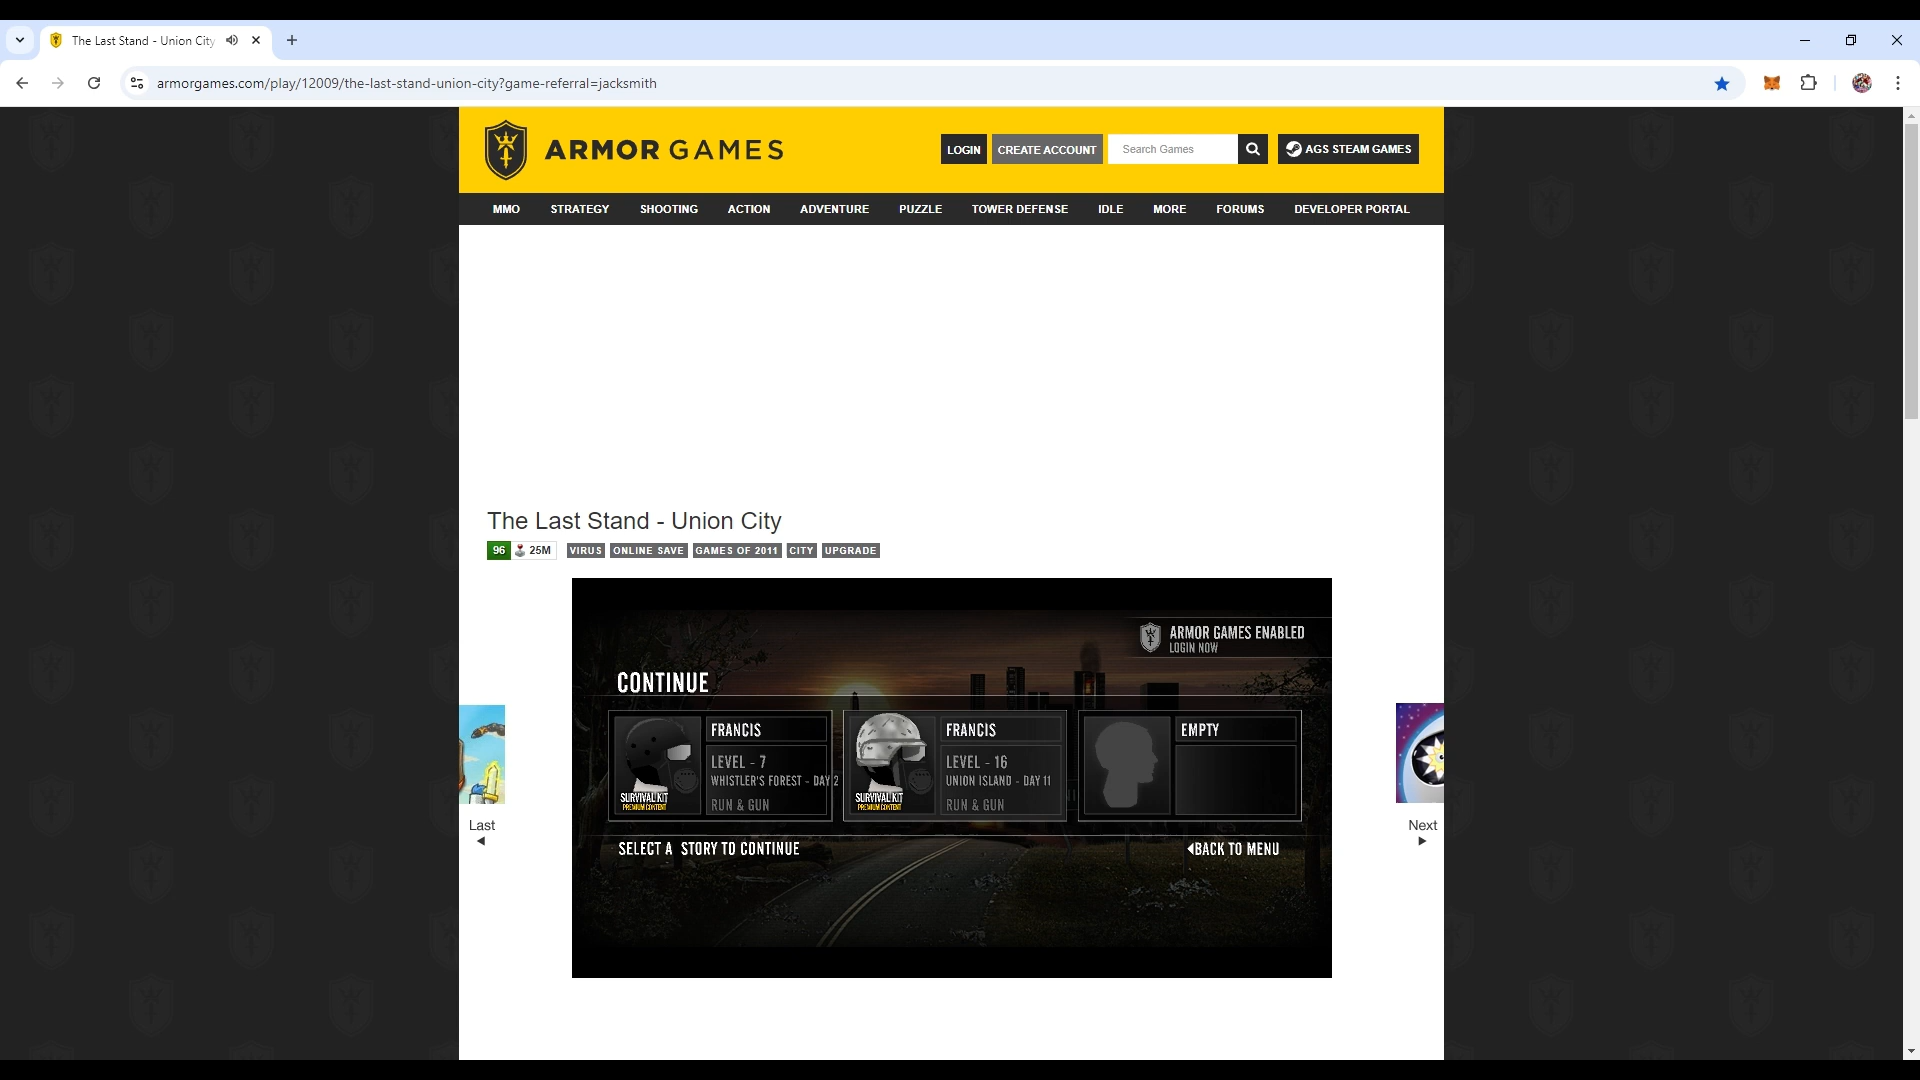 The Last Stand - Union City
armorgames.com/play/12009/the-last-stand-union-city?game-referral=jacksmith
ARMOR GAMES
LOGIN
CREATE ACCOUNT
Search Games
AGS STEAM GAMES
MMO
STRATEGY
SHOOTING
ACTION
ADVENTURE
PUZZLE
TOWER DEFENSE
IDLE
MORE
FORUMS
DEVELOPER PORTAL
The Last Stand - Union City
96
25M
VIRUS
ONLINE SAVE
GAMES OF 2011
CITY
UPGRADE
ARMOR GAMES ENABLED
LOGIN NOW
CONTINUE
FRANCIS
LEVEL - 7
WHISTLER'S FOREST - DAY 2
RUN & GUN
SURVIVAL KIT
PREMIUM CONTENT
FRANCIS
LEVEL - 16
UNION ISLAND - DAY 11
RUN & GUN
SURVIVAL KIT
PREMIUM CONTENT
EMPTY
SELECT A STORY TO CONTINUE
BACK TO MENU
Last
Next